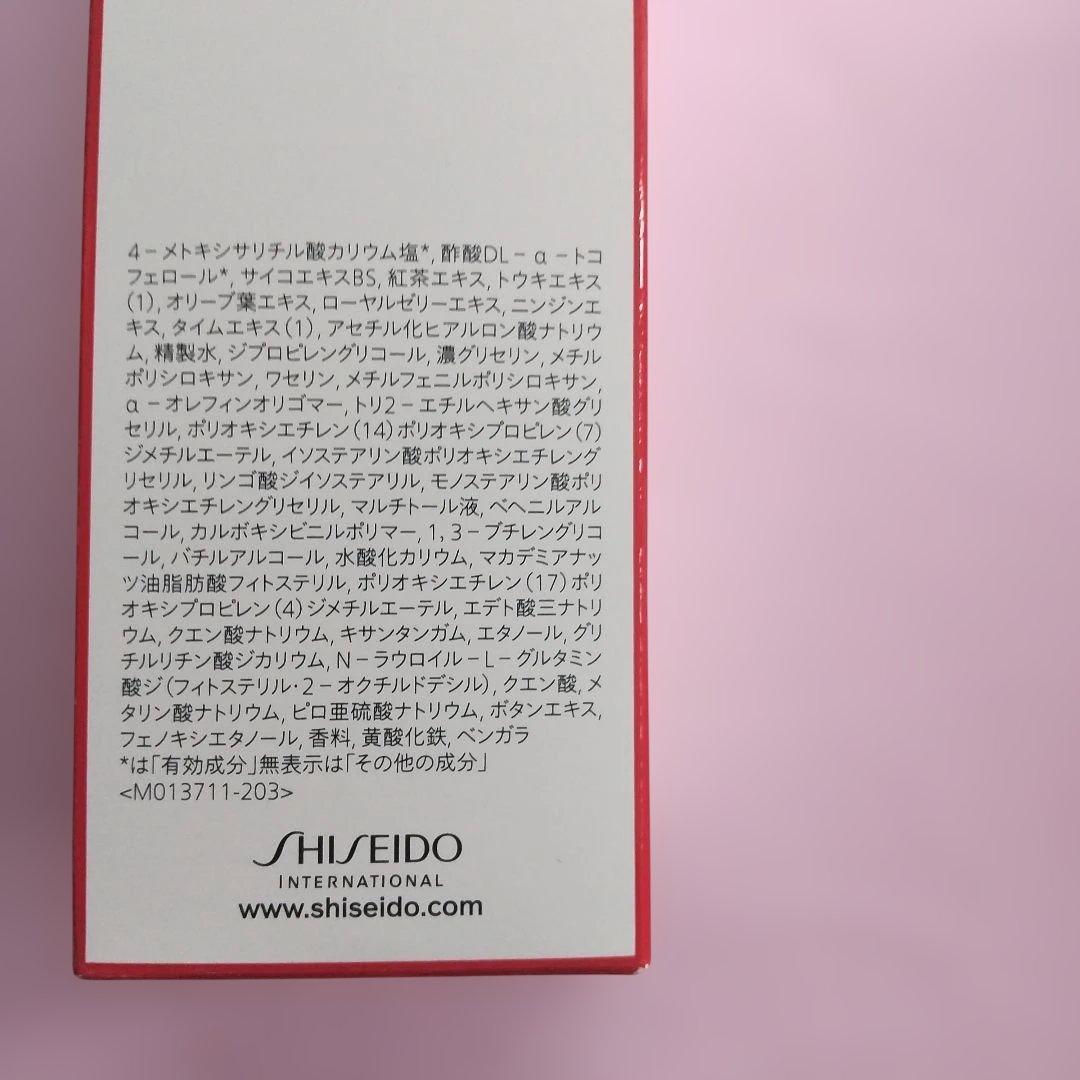 4-メトキシサリチル酸カリウム塩*, 酢酸DL-α-トコ
フェロール*, サイコエキスBS, 紅茶エキス, トウキエキス
(1), オリーブ葉エキス, ローヤルゼリーエキス, ニンジンエ
キス, タイムエキス(1), アセチル化ヒアルロン酸ナトリウ
ム, 精製水, ジプロピレングリコール, 濃グリセリン, メチル
ポリシロキサン, ワセリン, メチルフェニルポリシロキサン,
α-オレフィンオリゴマー, トリ2-エチルヘキサン酸グリ
セリル, ポリオキシエチレン(14)ポリオキシプロピレン(7)
ジメチルエーテル, イソステアリン酸ポリオキシエチレング
リセリル, リンゴ酸ジイソステアリル, モノステアリン酸ポリ
オキシエチレングリセリル, マルチトール液, ベヘニルアル
コール, カルボキシビニルポリマー, 1, 3-ブチレングリコ
ール, バチルアルコール, 水酸化カリウム, マカデミアナッ
ツ油脂肪酸フィトステリル, ポリオキシエチレン(17)ポリ
オキシプロピレン(4)ジメチルエーテル, エデト酸三ナトリ
ウム, クエン酸ナトリウム, キサンタンガム, エタノール, グリ
チルリチン酸ジカリウム, N-ラウロイル-L-グルタミン
酸ジ(フィトステリル・2-オクチルドデシル), クエン酸, メ
タリン酸ナトリウム, ピロ亜硫酸ナトリウム, ボタンエキス,
フェノキシエタノール, 香料, 黄酸化鉄, ベンガラ
*は「有効成分」無表示は「その他の成分」
<M013711-203>
SHISEIDO
INTERNATIONAL
www.shiseido.com